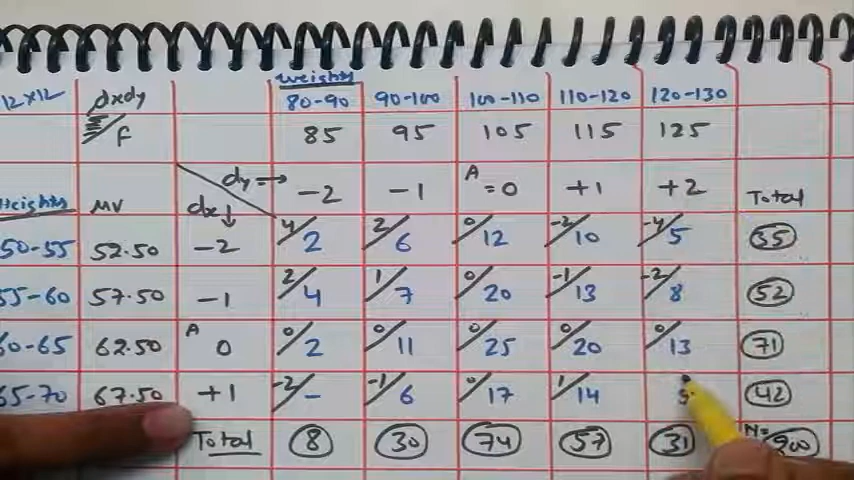 weights
12x12 dxdy 80-90 90-100 100-110 110-120 120-130
f 85 95 105 115 125
dy → -2 -1 A =0 +1 +2 Total
Heights MV dx↓
50-55 52.50 -2 4/2 2/6 0/12 -2/10 -4/5 35
55-60 57.50 -1 2/4 1/7 0/20 -1/13 -2/8 52
60-65 62.50 A 0 0/2 0/11 0/25 0/20 0/13 71
65-70 67.50 +1 -2/- -1/6 0/17 1/14 42
Total 8 30 74 57 31 N=200